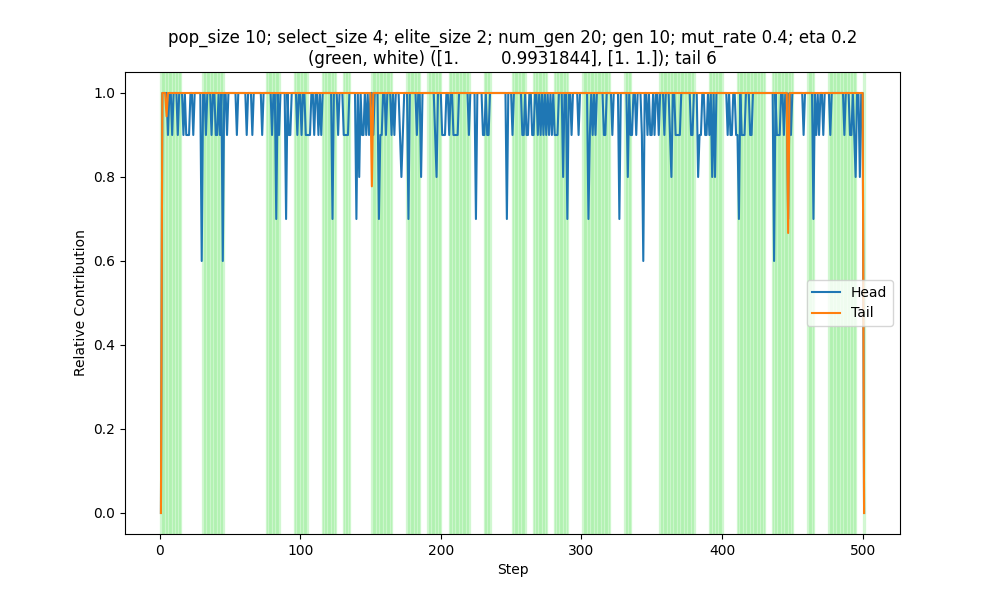 pop_size 10; select_size 4; elite_size 2; num_gen 20; gen 10; mut_rate 0.4; eta 0.2
(green, white) ([1. 0.9931844], [1. 1.]); tail 6
1.0
0.8
0.6
0.4
0.2
0.0
Relative Contribution
Head
Tail
0 100 200 300 400 500
Step